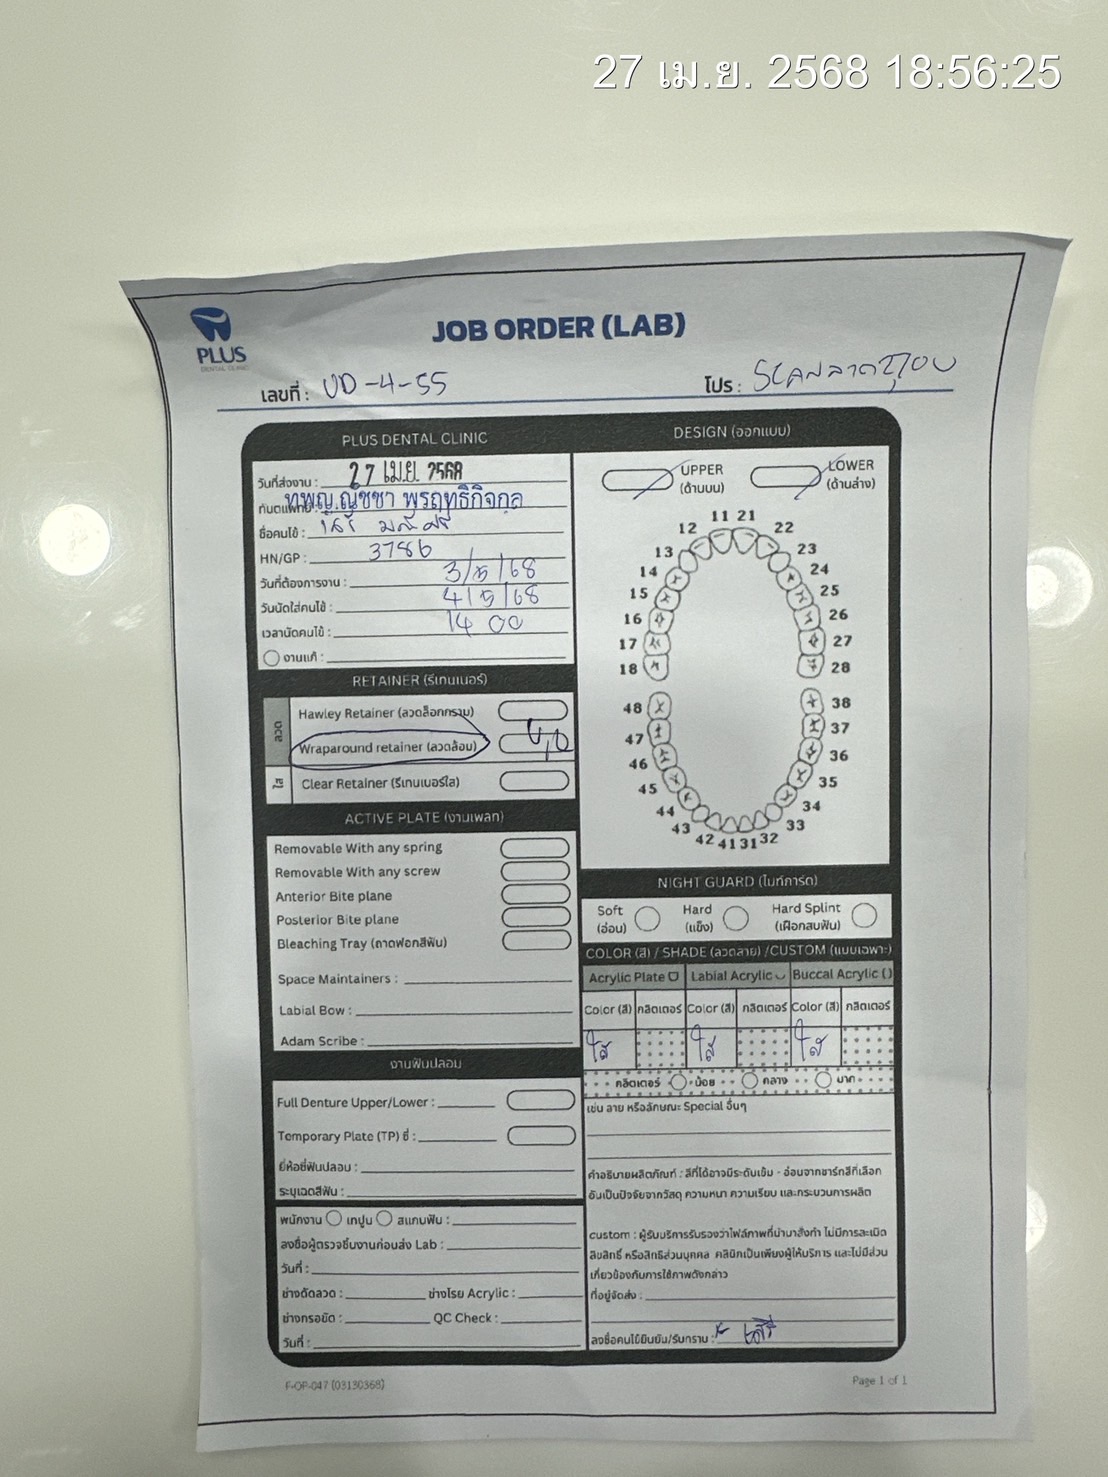 27 เม.ย. 2568 18:56:25
PLUS
DENTAL CLINIC
JOB ORDER (LAB)
เลขที่ : UD-4-55
โปร : SCAN
PLUS DENTAL CLINIC
วันที่ส่งงาน : 27 เม.ย. 2568
ทันตแพทย์ : ทพญ.ณัชชา พูรฤทธิกิจกุล
ชื่อคนไข้ :
HN/GP : 3786
วันที่ต้องการงาน : 3/5/68
วันนัดใส่คนไข้ : 4/5/68
เวลานัดคนไข้ : 14 00
งานแก้ :
RETAINER (รีเทนเนอร์)
ลวด
Hawley Retainer (ลวดล็อกกราม)
Wraparound retainer (ลวดล้อม) U,L
ใส
Clear Retainer (รีเทนเนอร์ใส)
ACTIVE PLATE (งานเพลท)
Removable With any spring
Removable With any screw
Anterior Bite plane
Posterior Bite plane
Bleaching Tray (ถาดฟอกสีฟัน)
Space Maintainers :
Labial Bow :
Adam Scribe :
งานฟันปลอม
Full Denture Upper/Lower :
Temporary Plate (TP) ซี่ :
ยี่ห้อซี่ฟันปลอม :
ระบุเฉดสีฟัน :
พนักงาน เทปูน สแกนฟัน :
ลงชื่อผู้ตรวจชิ้นงานก่อนส่ง Lab :
วันที่ :
ช่างดัดลวด : ช่างโรย Acrylic :
ช่างกรอขัด : QC Check :
วันที่ :
DESIGN (ออกแบบ)
UPPER
(ด้านบน)
LOWER
(ด้านล่าง)
11 21
12 22
13 23
14 24
15 25
16 26
17 27
18 28
48 38
47 37
46 36
45 35
44 34
43 33
42 41 31 32
NIGHT GUARD (ไนท์การ์ด)
Soft
(อ่อน)
Hard
(แข็ง)
Hard Splint
(เฝือกสบฟัน)
COLOR (สี) / SHADE (ลวดลาย) /CUSTOM (แบบเฉพาะ)
Acrylic Plate Labial Acrylic Buccal Acrylic ()
Color (สี) กลิตเตอร์ Color (สี) กลิตเตอร์ Color (สี) กลิตเตอร์
ใส ใส ใส
กลิตเตอร์ น้อย กลาง มาก
เช่น ลาย หรือลักษณะ Special อื่นๆ
คำอธิบายผลิตภัณฑ์ : สีที่ได้อาจมีระดับเข้ม - อ่อนจากชาร์ทสีที่เลือก
อันเป็นปัจจัยจากวัสดุ ความหนา ความเรียบ และกระบวนการผลิต
custom : ผู้รับบริการรับรองว่าไฟล์ภาพที่นำมาสั่งทำ ไม่มีการละเมิด
ลิขสิทธิ์ หรือสิทธิส่วนบุคคล คลินิกเป็นเพียงผู้ให้บริการ และไม่มีส่วน
เกี่ยวข้องกับการใช้ภาพดังกล่าว
ที่อยู่จัดส่ง :
ลงชื่อคนไข้ยืนยัน/รับทราบ :
F-OP-047 (03130368)
Page 1 of 1